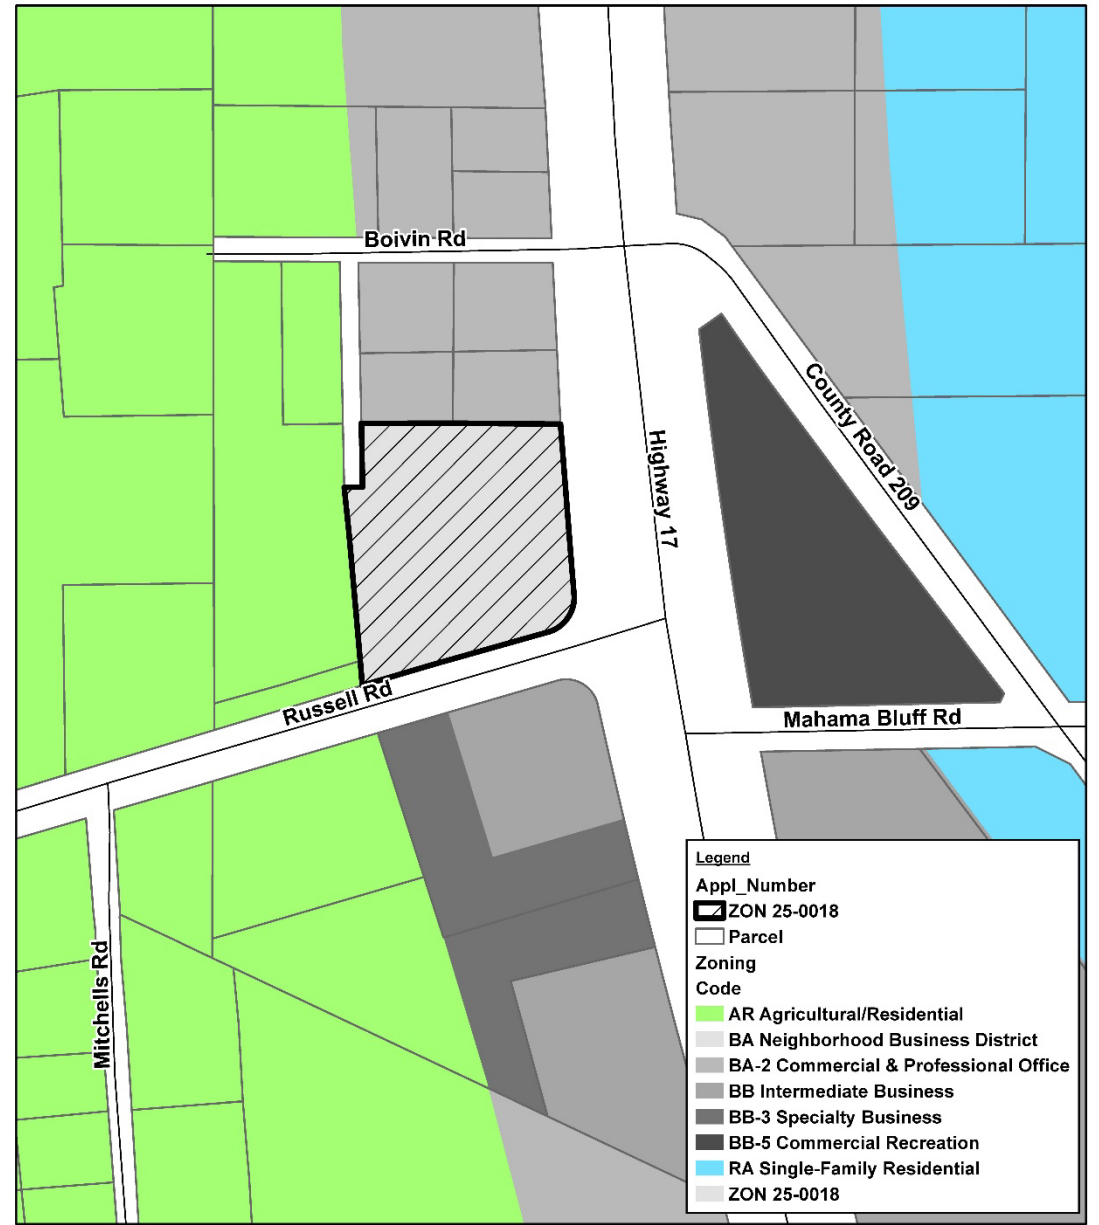 Boivin Rd
County Road 209
Highway 17
Russell Rd
Mahama Bluff Rd
Mitchells Rd
Legend
Appl_Number
ZON 25-0018
Parcel
Zoning
Code
AR Agricultural/Residential
BA Neighborhood Business District
BA-2 Commercial & Professional Office
BB Intermediate Business
BB-3 Specialty Business
BB-5 Commercial Recreation
RA Single-Family Residential
ZON 25-0018